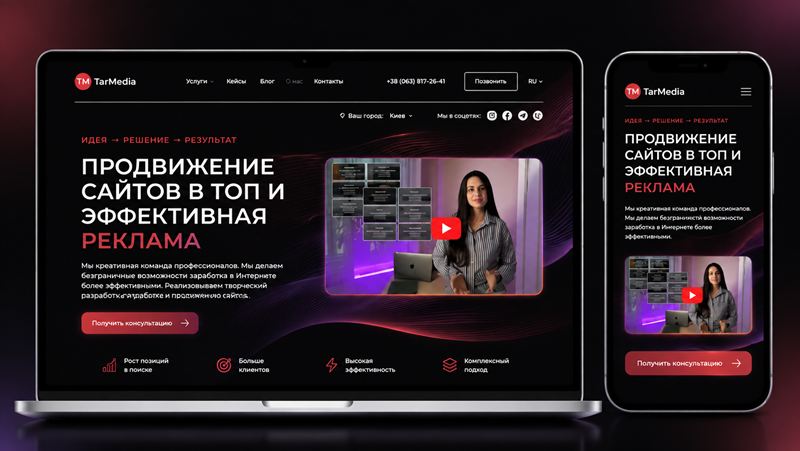 TM TarMedia
Услуги Кейсы Блог О нас Контакты +38 (063) 817-26-41 Позвонить RU
Ваш город: Киев Мы в соцсетях:
ИДЕЯ → РЕШЕНИЕ → РЕЗУЛЬТАТ
ПРОДВИЖЕНИЕ
САЙТОВ В ТОП И
ЭФФЕКТИВНАЯ
РЕКЛАМА
Мы креативная команда профессионалов. Мы делаем
безграничные возможности заработка в Интернете
более эффективными. Реализовываем творческий
Получить консультацию →
Рост позиций
в поиске
Больше
клиентов
Высокая
эффективность
Комплексный
подход
TM TarMedia
ИДЕЯ → РЕШЕНИЕ → РЕЗУЛЬТАТ
ПРОДВИЖЕНИЕ
САЙТОВ В ТОП И
ЭФФЕКТИВНАЯ
РЕКЛАМА
Мы креативная команда профессионалов.
Мы делаем возможности
заработка в Интернете более
эффективными.
Получить консультацию →